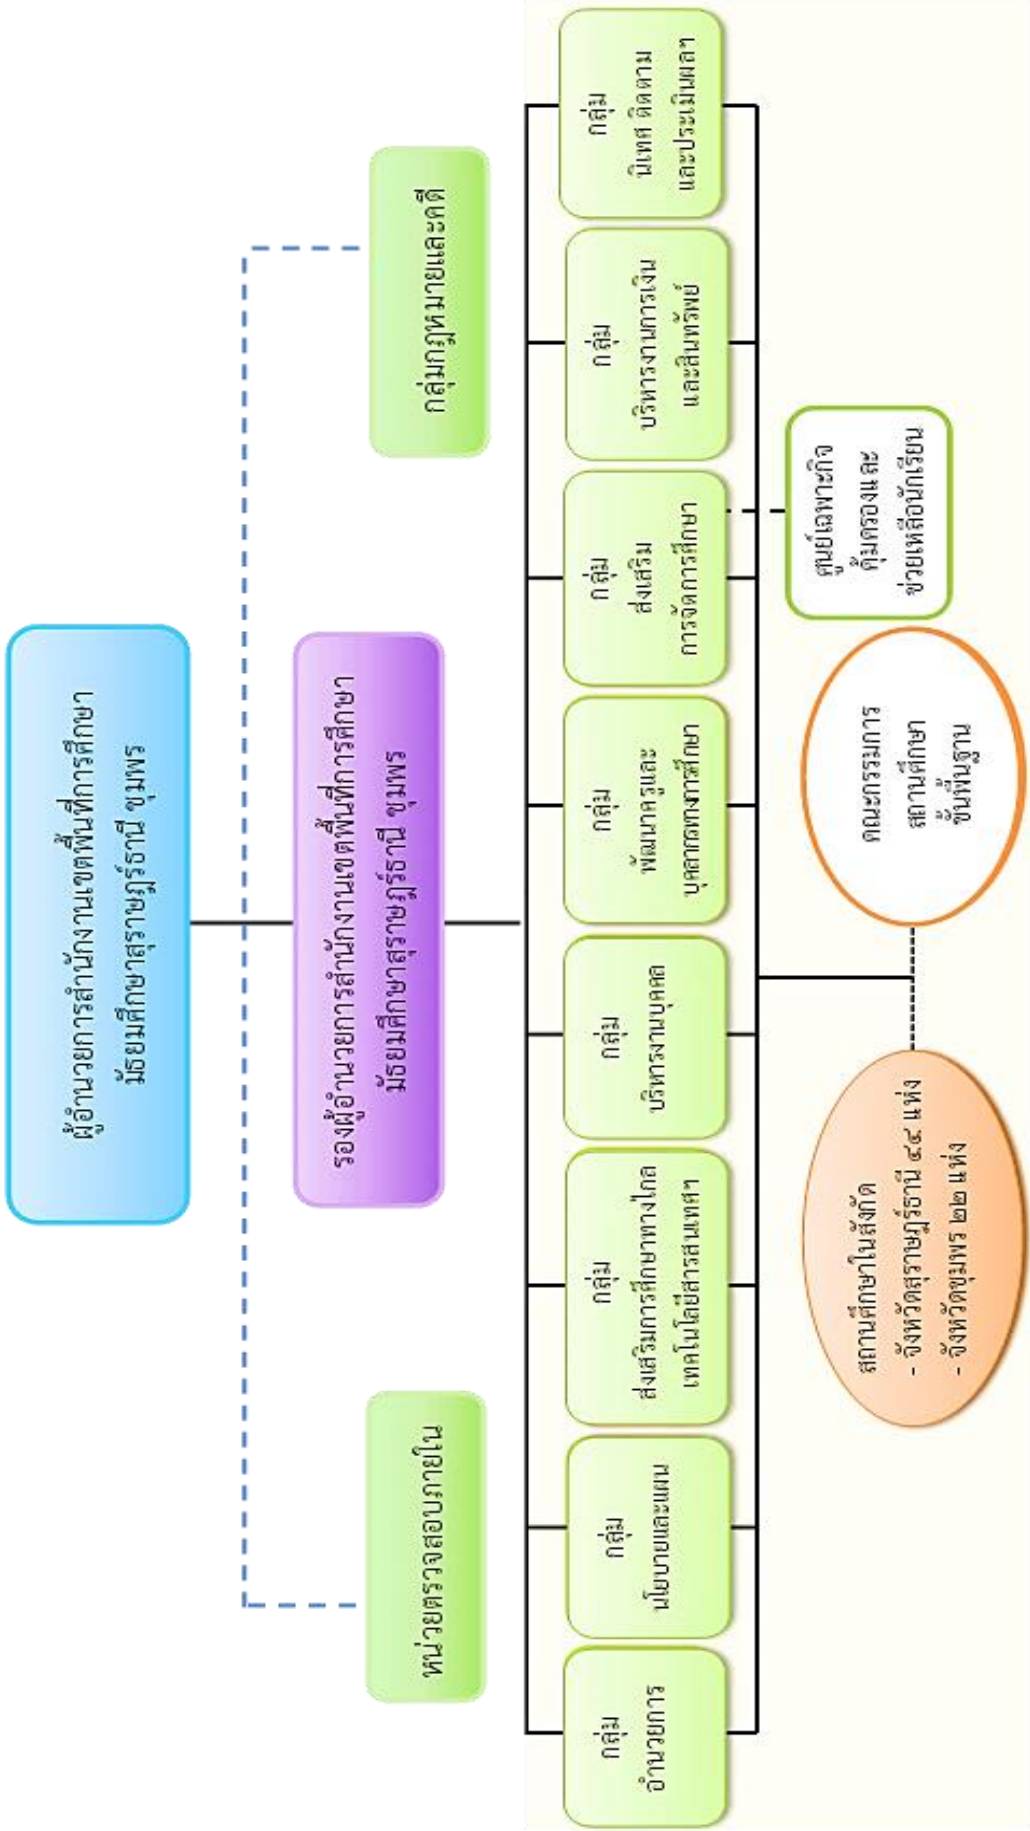 ผู้อำนวยการสำนักงานเขตพื้นที่การศึกษา
มัธยมศึกษาสุราษฎร์ธานี ชุมพร
รองผู้อำนวยการสำนักงานเขตพื้นที่การศึกษา
มัธยมศึกษาสุราษฎร์ธานี ชุมพร
หน่วยตรวจสอบภายใน
กลุ่มกฎหมายและคดี
กลุ่ม
อำนวยการ
กลุ่ม
นโยบายและแผน
กลุ่ม
ส่งเสริมการศึกษาทางไกล
เทคโนโลยีสารสนเทศฯ
กลุ่ม
บริหารงานบุคคล
กลุ่ม
พัฒนาครูและ
บุคลากรทางการศึกษา
กลุ่ม
ส่งเสริม
การจัดการศึกษา
กลุ่ม
บริหารงานการเงิน
และสินทรัพย์
กลุ่ม
นิเทศ ติดตาม
และประเมินผลฯ
สถานศึกษาในสังกัด
- จังหวัดสุราษฎร์ธานี ๔๔ แห่ง
- จังหวัดชุมพร ๒๒ แห่ง
คณะกรรมการ
สถานศึกษา
ขั้นพื้นฐาน
ศูนย์เฉพาะกิจ
คุ้มครองและ
ช่วยเหลือนักเรียน